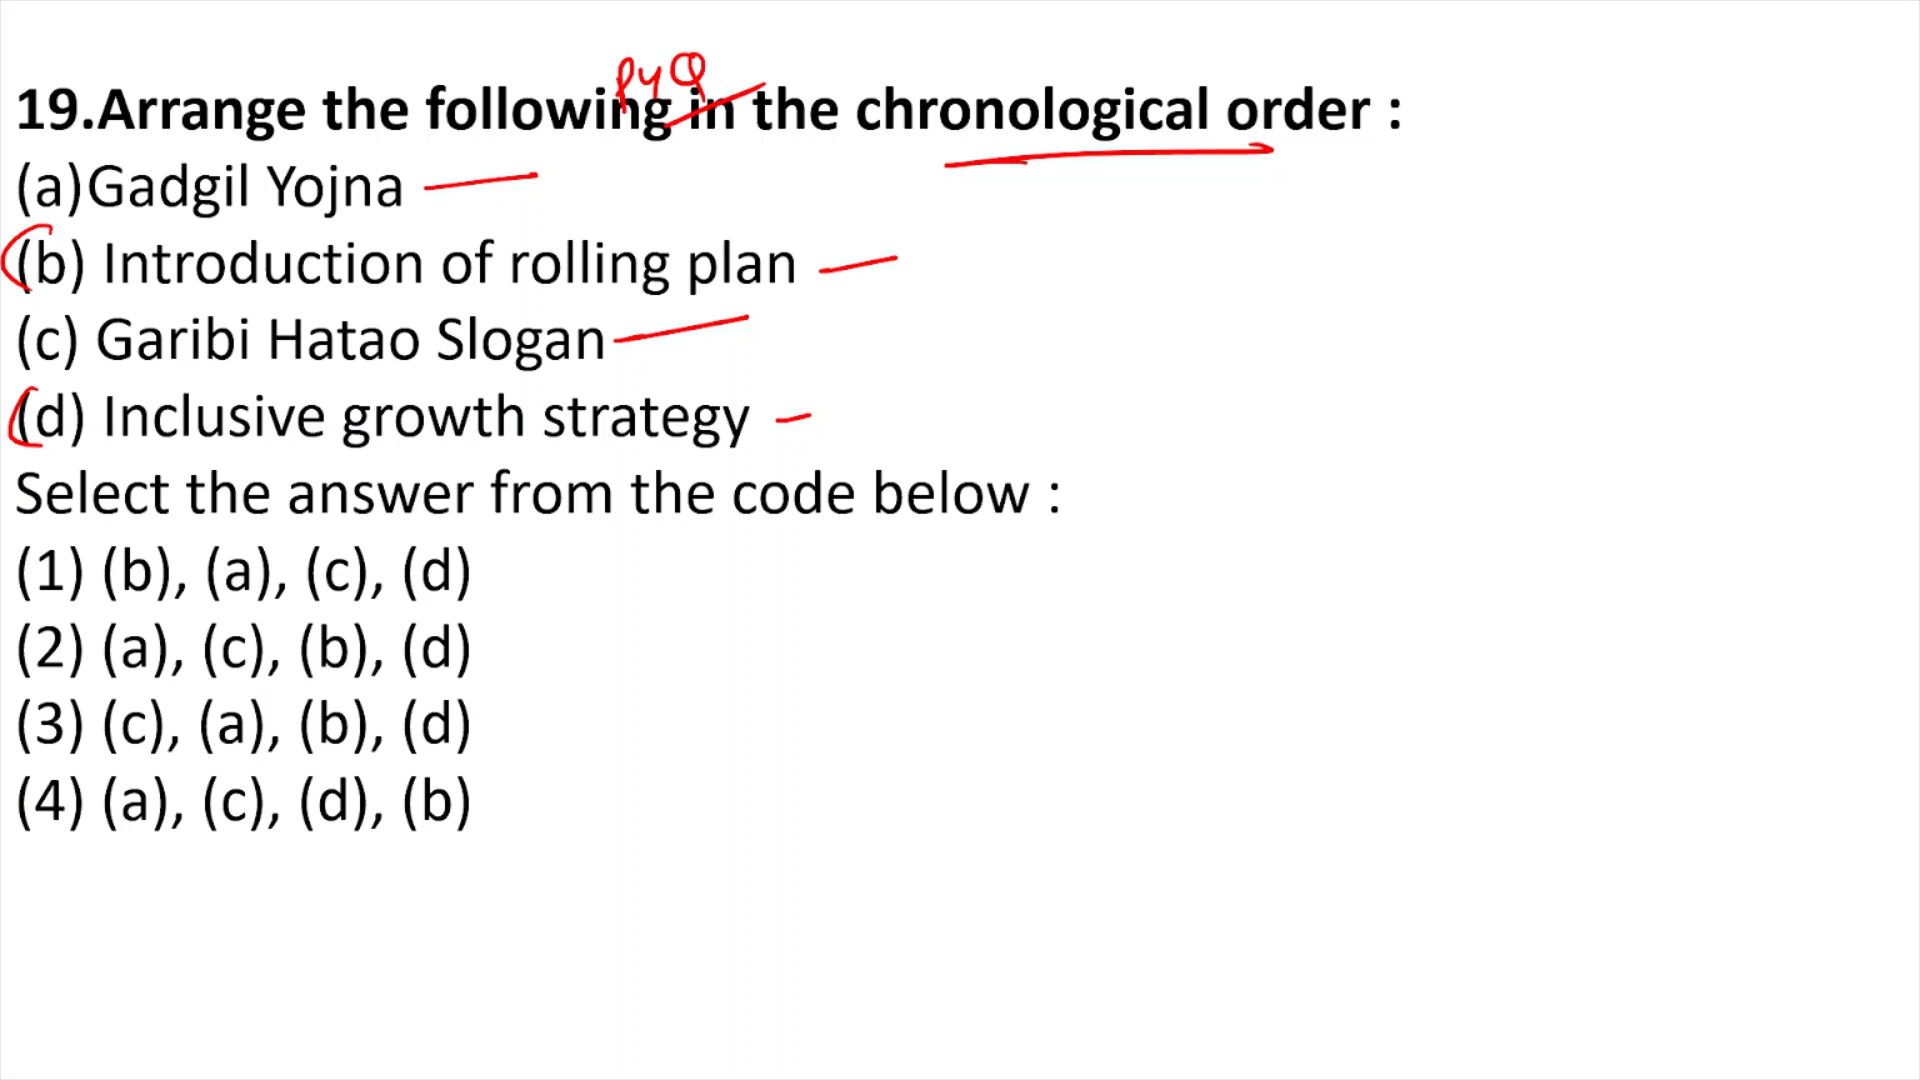 PYQ
19.Arrange the following in the chronological order :
(a)Gadgil Yojna
(b) Introduction of rolling plan
(c) Garibi Hatao Slogan
(d) Inclusive growth strategy
Select the answer from the code below :
(1) (b), (a), (c), (d)
(2) (a), (c), (b), (d)
(3) (c), (a), (b), (d)
(4) (a), (c), (d), (b)